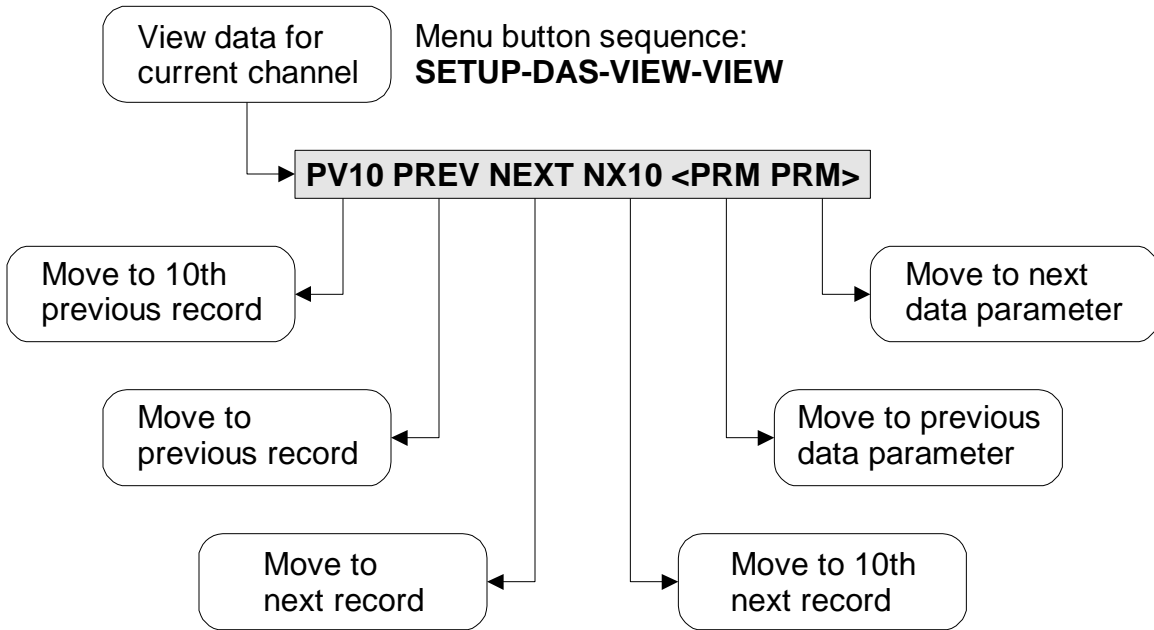 View data for
current channel
Menu button sequence:
SETUP-DAS-VIEW-VIEW
PV10 PREV NEXT NX10 <PRM PRM>
Move to 10th
previous record
Move to next
data parameter
Move to
previous record
Move to previous
data parameter
Move to
next record
Move to 10th
next record